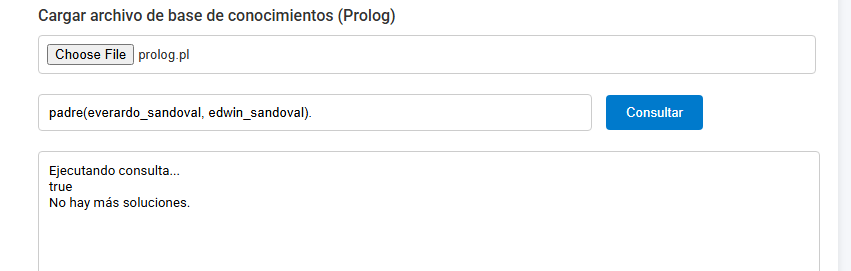 Cargar archivo de base de conocimientos (Prolog)
Choose File prolog.pl
padre(everardo_sandoval, edwin_sandoval).
Consultar
Ejecutando consulta...
true
No hay más soluciones.